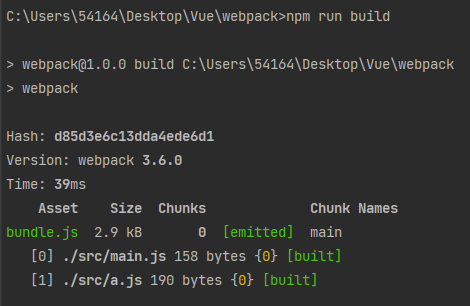 C:\Users\54164\Desktop\Vue\webpack>npm run build
> webpack@1.0.0 build C:\Users\54164\Desktop\Vue\webpack
> webpack
Hash: d85d3e6c13dda4ede6d1
Version: webpack 3.6.0
Time: 39ms
Asset Size Chunks Chunk Names
bundle.js 2.9 kB 0 [emitted] main
[0] ./src/main.js 158 bytes {0} [built]
[1] ./src/a.js 190 bytes {0} [built]